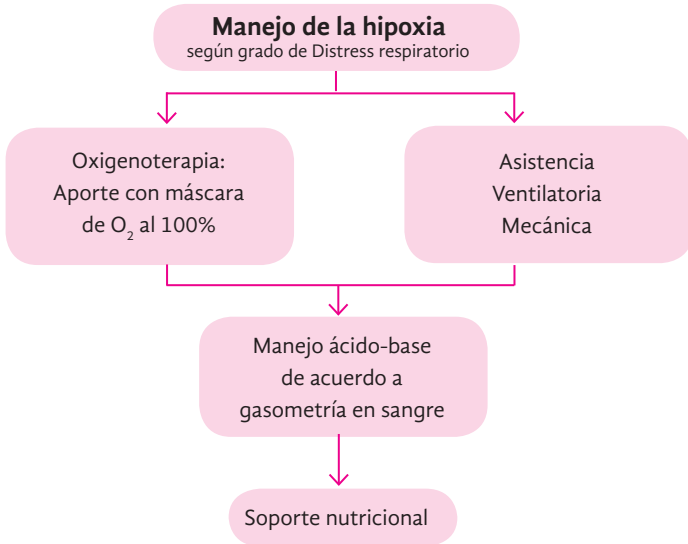 Manejo de la hipoxia
según grado de Distress respiratorio
Oxigenoterapia:
Aporte con máscara
de O₂ al 100%
Asistencia
Ventilatoria
Mecánica
Manejo ácido-base
de acuerdo a
gasometría en sangre
Soporte nutricional